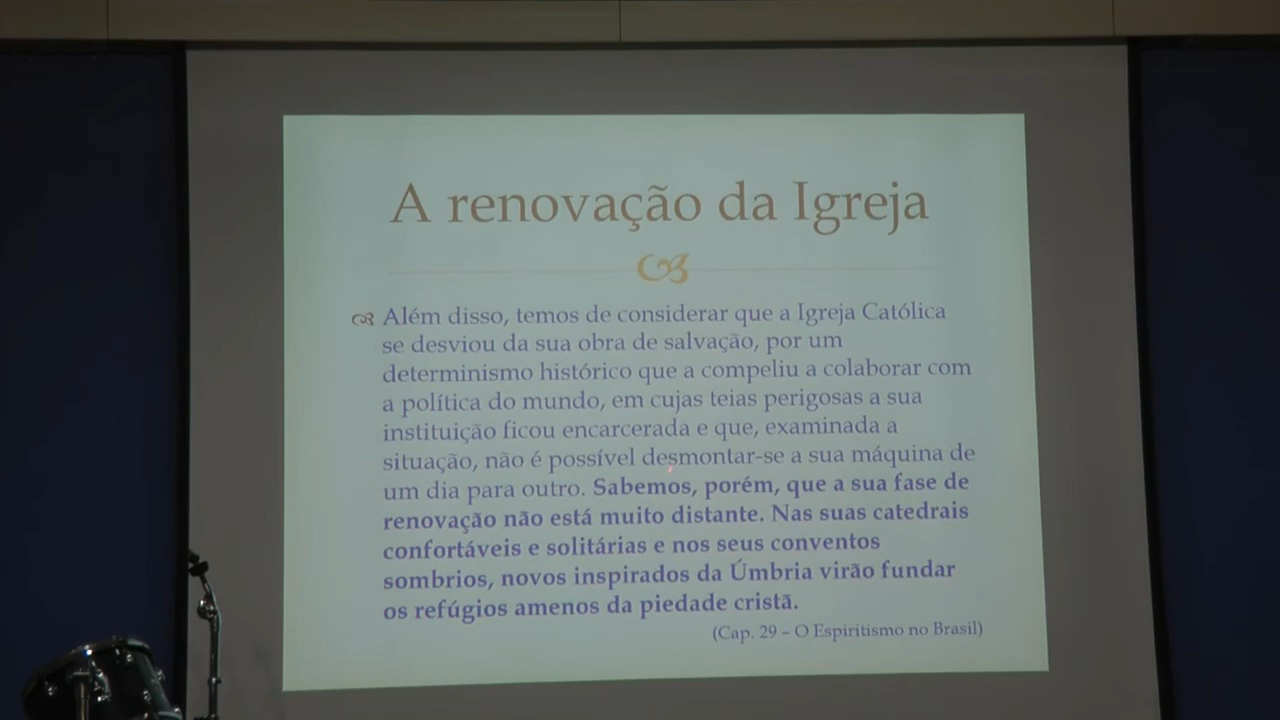 A renovação da Igreja
Além disso, temos de considerar que a Igreja Católica
se desviou da sua obra de salvação, por um
determinismo histórico que a compeliu a colaborar com
a política do mundo, em cujas teias perigosas a sua
instituição ficou encarcerada e que, examinada a
situação, não é possível desmontar-se a sua máquina de
um dia para outro. Sabemos, porém, que a sua fase de
renovação não está muito distante. Nas suas catedrais
confortáveis e solitárias e nos seus conventos
sombrios, novos inspirados da Úmbria virão fundar
os refúgios amenos da piedade cristã.
(Cap. 29 – O Espiritismo no Brasil)